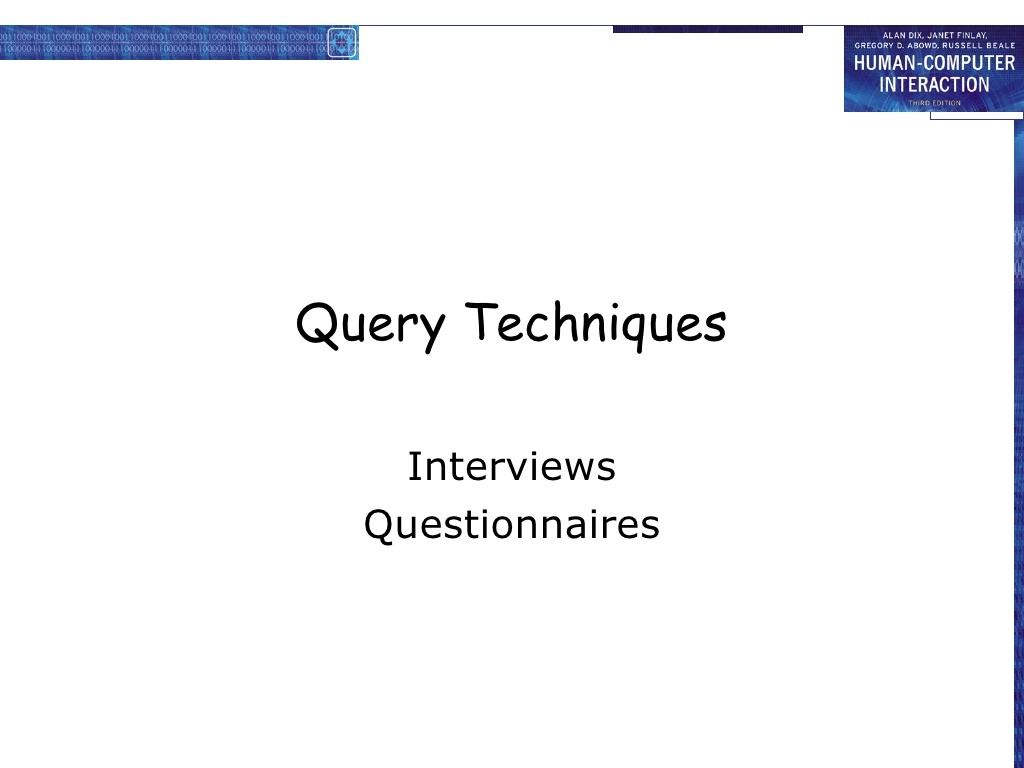 ALAN DIX, JANET FINLAY,
GREGORY D. ABOWD, RUSSELL BEALE
HUMAN-COMPUTER
INTERACTION
THIRD EDITION
Query Techniques
Interviews
Questionnaires